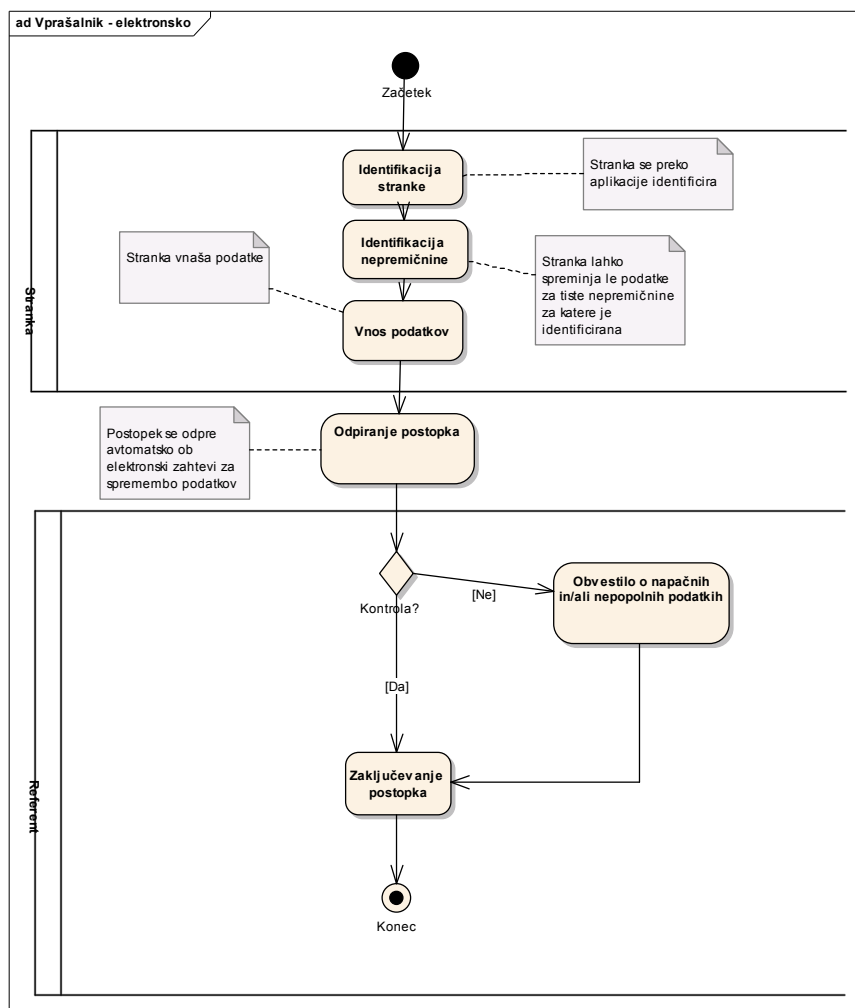 ad Vprašalnik - elektronsko
Začetek
Stranka
Identifikacija
stranke
Stranka se preko
aplikacije identificira
Identifikacija
nepremičnine
Stranka lahko
spreminja le podatke
za tiste nepremičnine
za katere je
identificirana
Stranka vnaša podatke
Vnos podatkov
Odpiranje postopka
Postopek se odpre
avtomatsko ob
elektronski zahtevi za
spremembo podatkov
Referent
Kontrola?
[Ne]
Obvestilo o napačnih
in/ali nepopolnih podatkih
[Da]
Zaključevanje
postopka
Konec